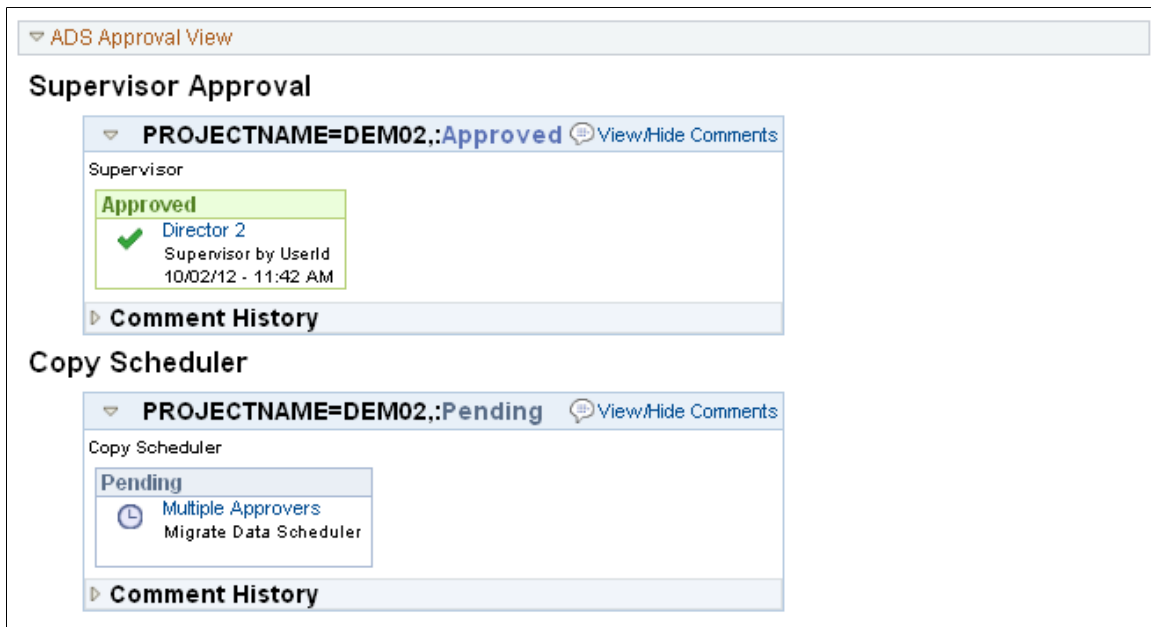 ADS Approval View
Supervisor Approval
PROJECTNAME=DEM02,:Approved View/Hide Comments
Supervisor
Approved
Director 2
Supervisor by UserId
10/02/12 - 11:42 AM
Comment History
Copy Scheduler
PROJECTNAME=DEM02,:Pending View/Hide Comments
Copy Scheduler
Pending
Multiple Approvers
Migrate Data Scheduler
Comment History